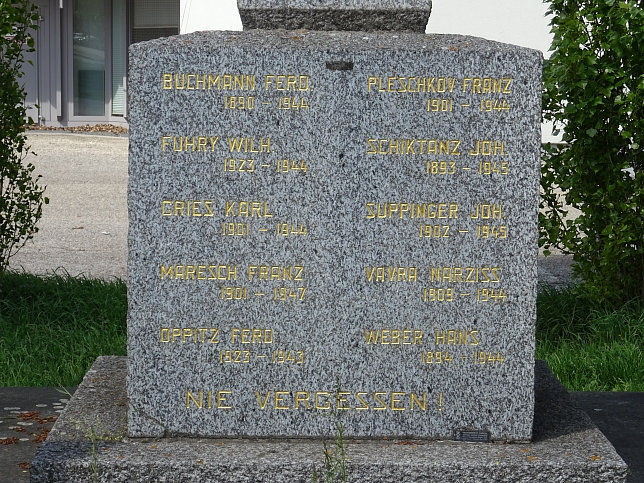 BUCHMANN FERD.
1890 - 1944
FÜHRY WILH.
1923 - 1944
GRIES KARL
1901 - 1944
MARESCH FRANZ
1901 - 1947
OPPITZ FERD.
1923 - 1943
PLESCHKOV FRANZ
1901 - 1944
SCHIKTANZ JOH.
1893 - 1945
SUPPINGER JOH.
1902 - 1945
VAVRA NARZISS
1909 - 1944
WEBER HANS
1894 - 1944
NIE VERGESSEN!